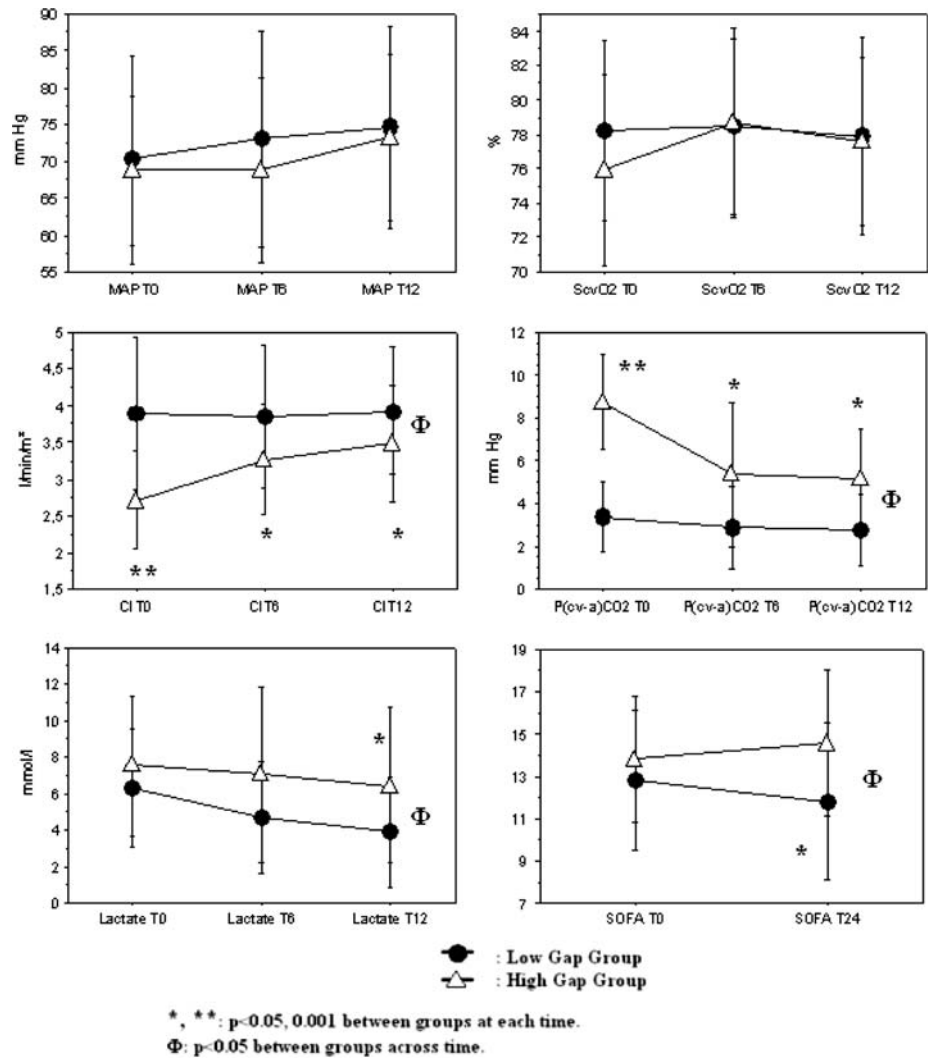 90
85
80
75
70
65
60
55
mm Hg
MAP T0 MAP T6 MAP T12
84
82
80
78
76
74
72
70
%
ScvO2 T0 ScvO2 T6 ScvO2 T12
5
4,5
4
3,5
3
2,5
2
1,5
l/min/m*
** * *
Φ
CI T0 CI T6 CI T12
12
10
8
6
4
2
0
mm Hg
** * *
Φ
P(cv-a)CO2 T0 P(cv-a)CO2 T6 P(cv-a)CO2 T12
14
12
10
8
6
4
2
0
mmol/l
*
Φ
Lactate T0 Lactate T6 Lactate T12
19
17
15
13
11
9
7
*
Φ
SOFA T0 SOFA T24
: Low Gap Group
: High Gap Group
*, **: p<0.05, 0.001 between groups at each time.
Φ: p<0.05 between groups across time.